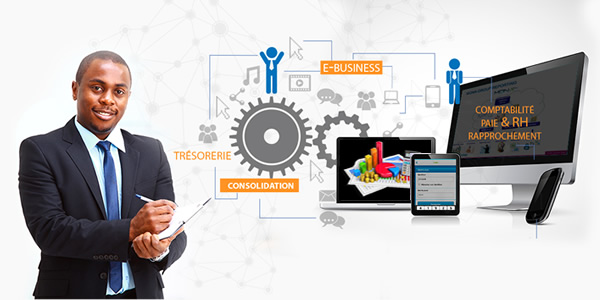 E-BUSINESS
TRÉSORERIE
CONSOLIDATION
COMPTABILITÉ
PAIE & RH
RAPPROCHEMENT